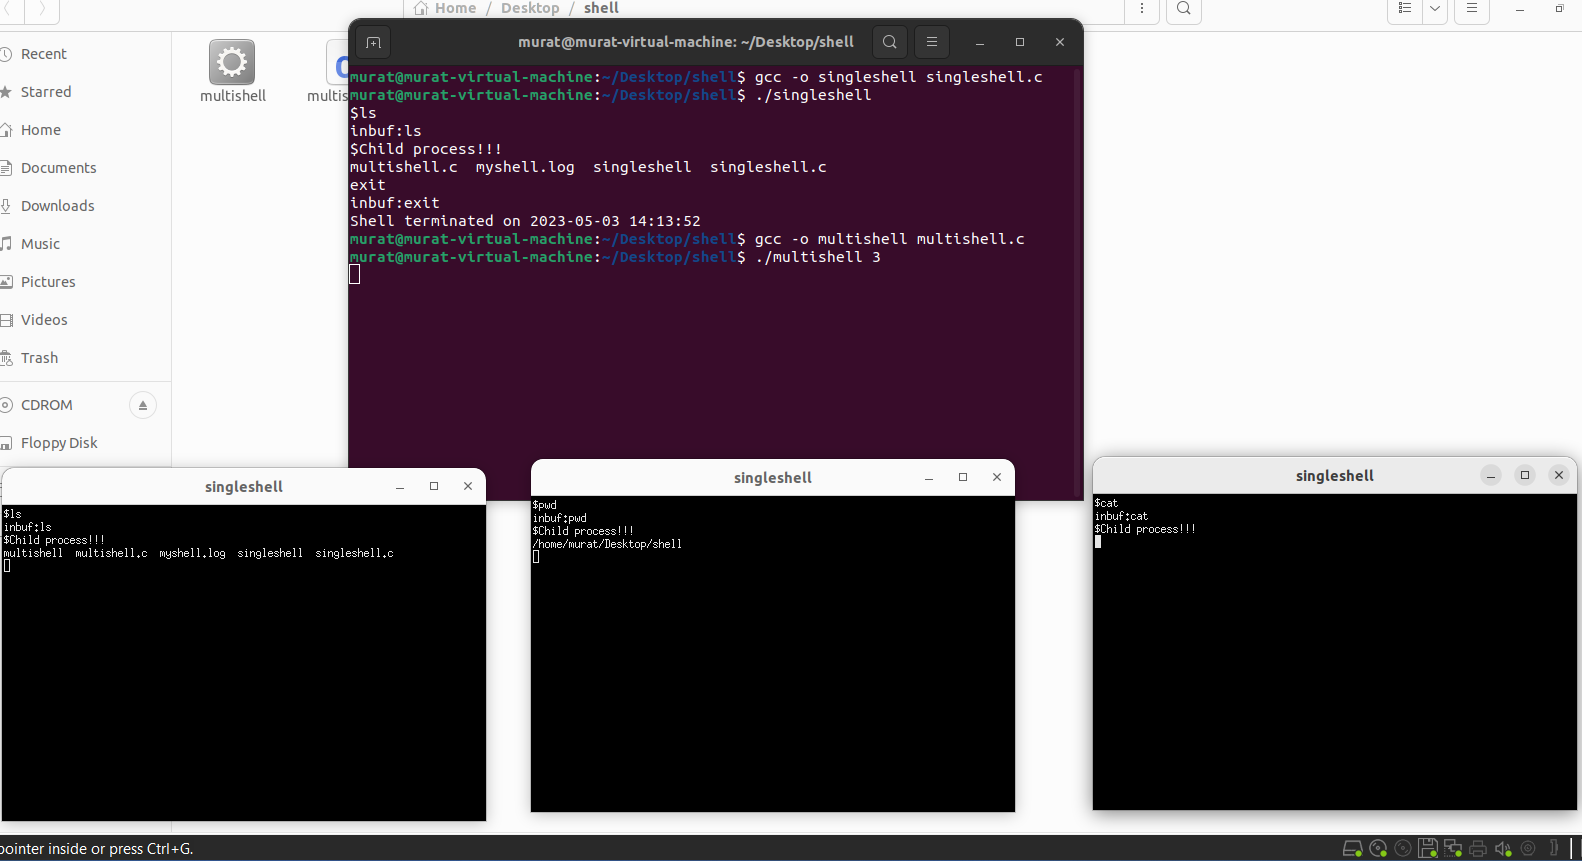 Home / Desktop / shell
Recent
Starred
Home
Documents
Downloads
Music
Pictures
Videos
Trash
CDROM
Floppy Disk
multishell
multis
murat@murat-virtual-machine: ~/Desktop/shell
murat@murat-virtual-machine:~/Desktop/shell$ gcc -o singleshell singleshell.c
murat@murat-virtual-machine:~/Desktop/shell$ ./singleshell
$ls
inbuf:ls
$Child process!!!
multishell.c  myshell.log  singleshell  singleshell.c
exit
inbuf:exit
Shell terminated on 2023-05-03 14:13:52
murat@murat-virtual-machine:~/Desktop/shell$ gcc -o multishell multishell.c
murat@murat-virtual-machine:~/Desktop/shell$ ./multishell 3
singleshell
$ls
inbuf:ls
$Child process!!!
multishell  multishell.c  myshell.log  singleshell  singleshell.c
singleshell
$pwd
inbuf:pwd
$Child process!!!
/home/murat/Desktop/shell
singleshell
$cat
inbuf:cat
$Child process!!!
pointer inside or press Ctrl+G.